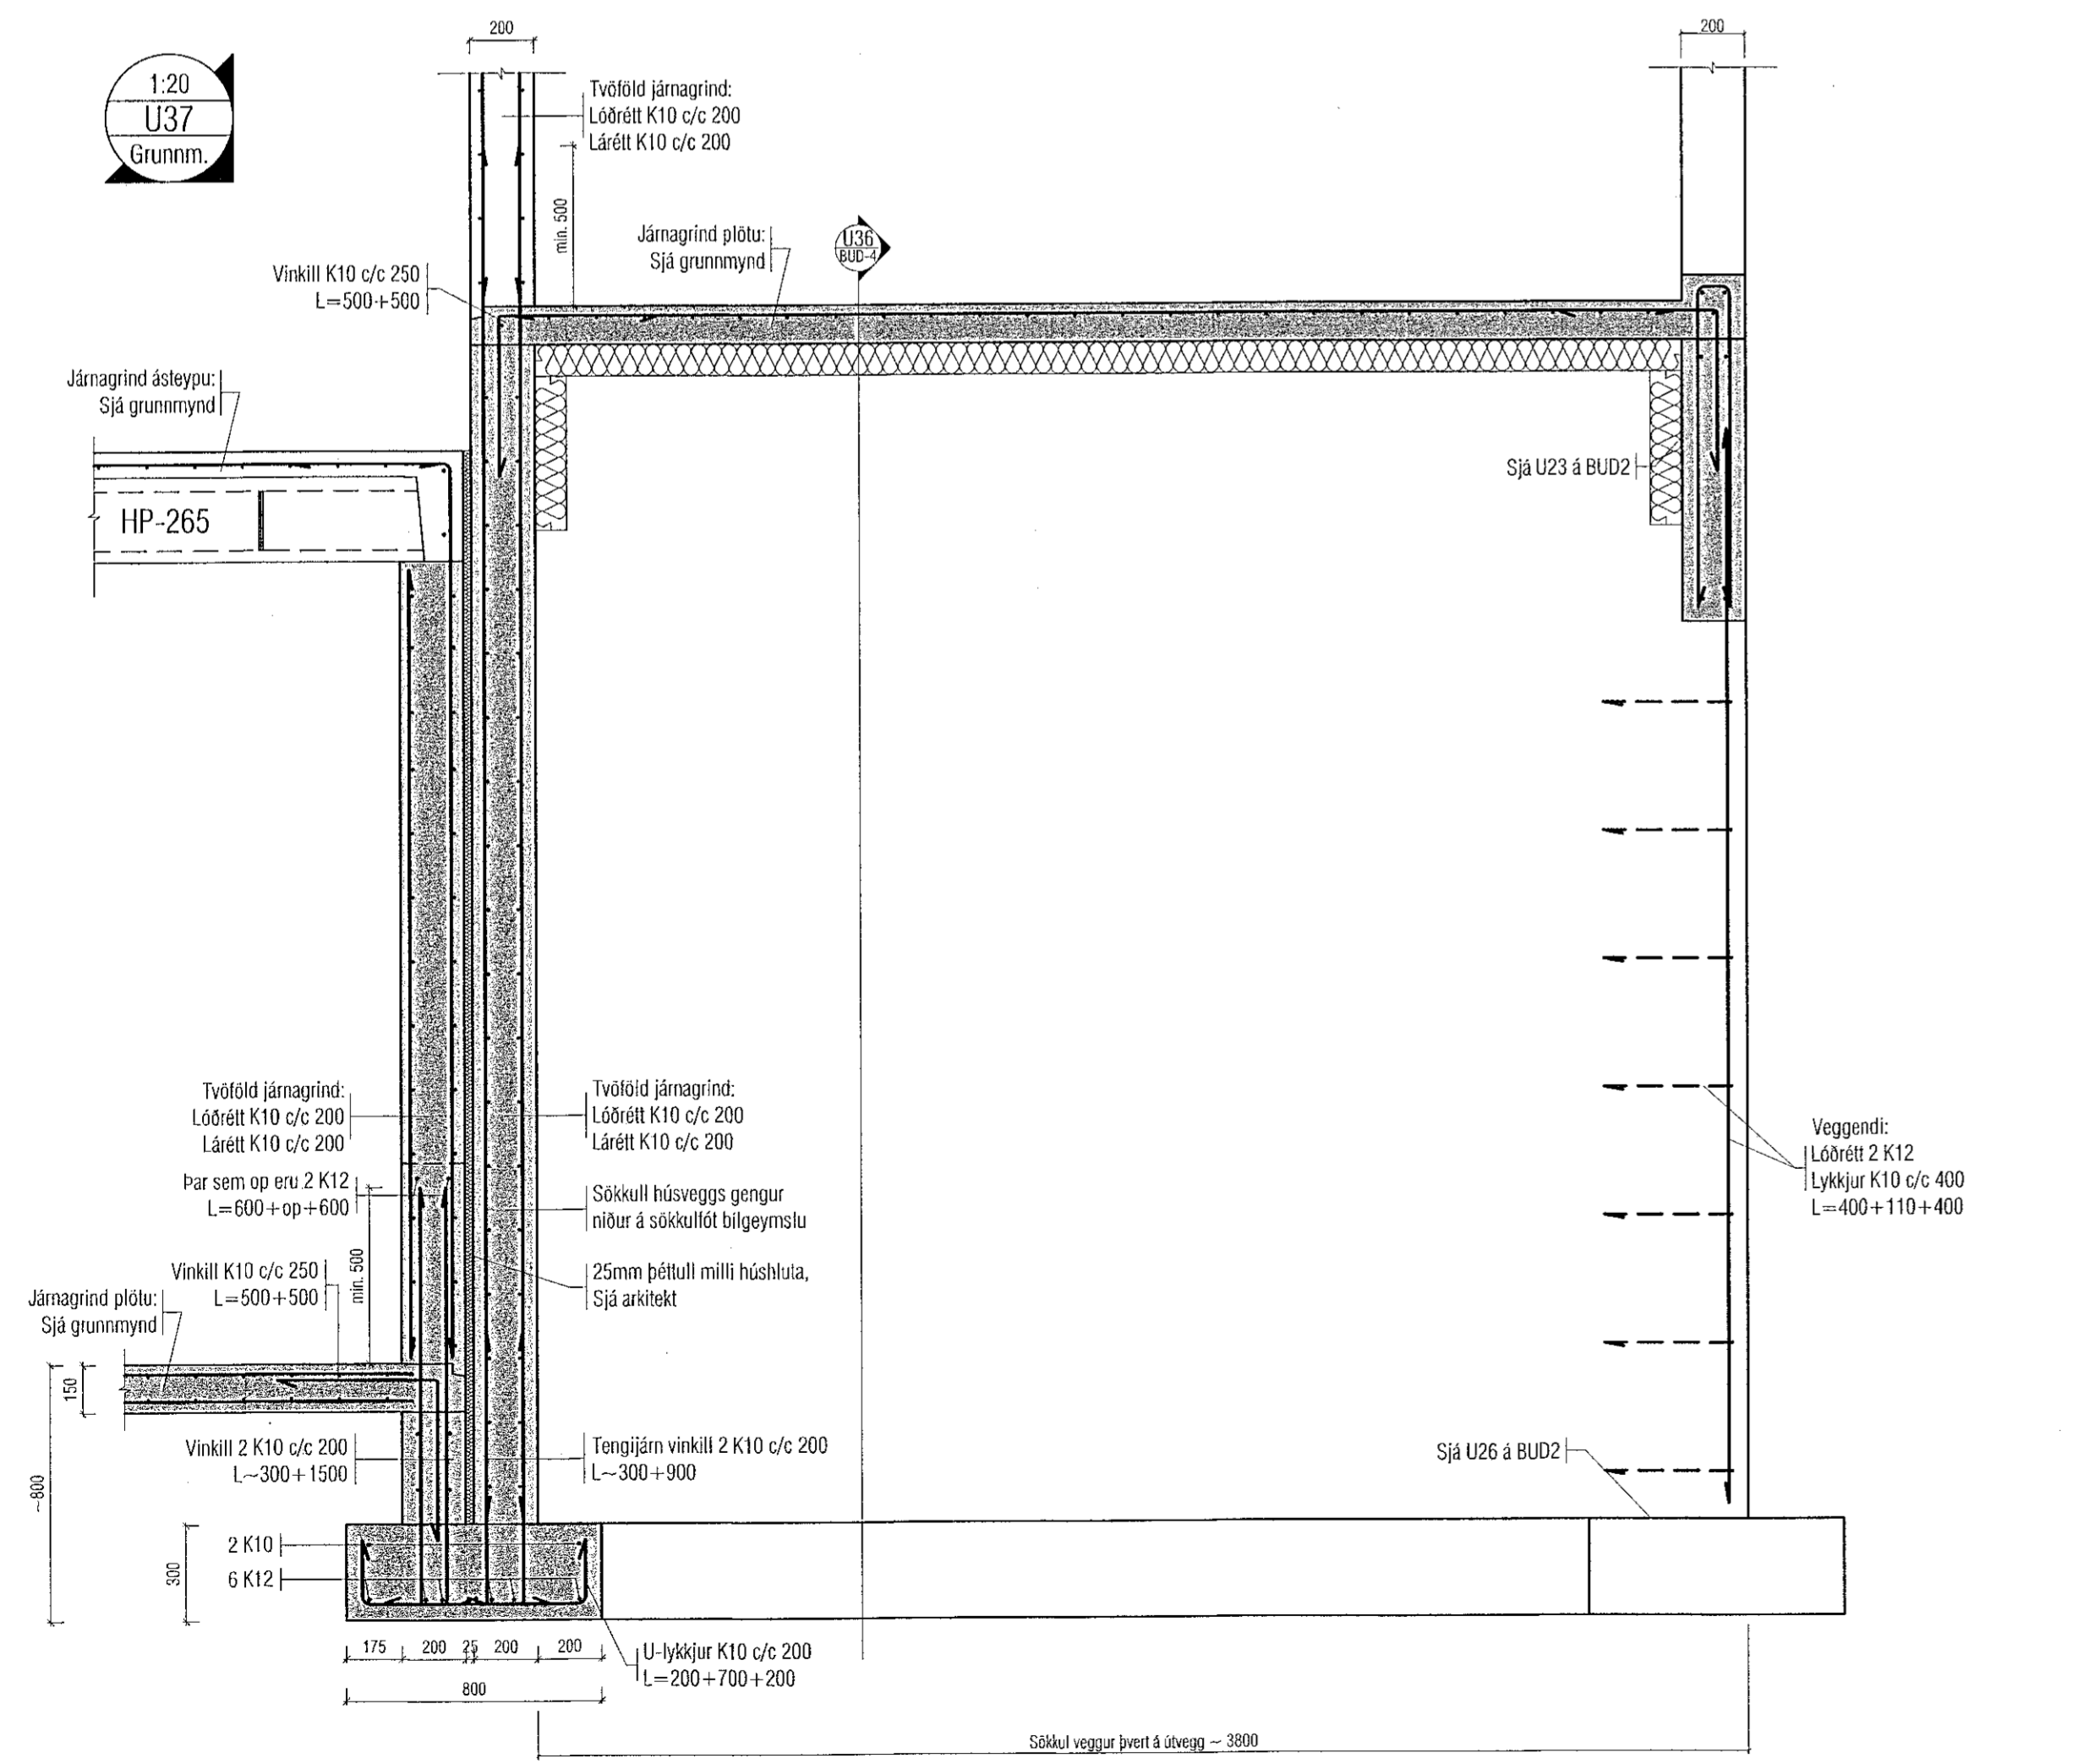 200
200
1:20
U37
Grunnm.
Tvöföld járnagrind:
Lóðrétt K10 c/c 200
Lárétt K10 c/c 200
min. 500
Járnagrind plötu:
Sjá grunnmynd
U36
BUD-4
Vinkill K10 c/c 250
L=500+500
Járnagrind ásteypu:
Sjá grunnmynd
HP-265
Sjá U23 á BUD2
Tvöföld járnagrind:
Lóðrétt K10 c/c 200
Lárétt K10 c/c 200
Þar sem op eru 2 K12
L=600+op+600
min. 500
Vinkill K10 c/c 250
L=500+500
Járnagrind plötu:
Sjá grunnmynd
150
~800
300
Vinkill 2 K10 c/c 200
L~300+1500
2 K10
6 K12
Tvöföld járnagrind:
Lóðrétt K10 c/c 200
Lárétt K10 c/c 200
Sökkull húsveggs gengur
niður á sökkulfót bílgeymslu
25mm þéttull milli húshluta,
Sjá arkitekt
Tengijárn vinkill 2 K10 c/c 200
L~300+900
Veggendi:
Lóðrétt 2 K12
Lykkjur K10 c/c 400
L=400+110+400
Sjá U26 á BUD2
175 200 25 200 200
800
U-lykkjur K10 c/c 200
L=200+700+200
Sökkul veggur þvert á útvegg ~ 3800